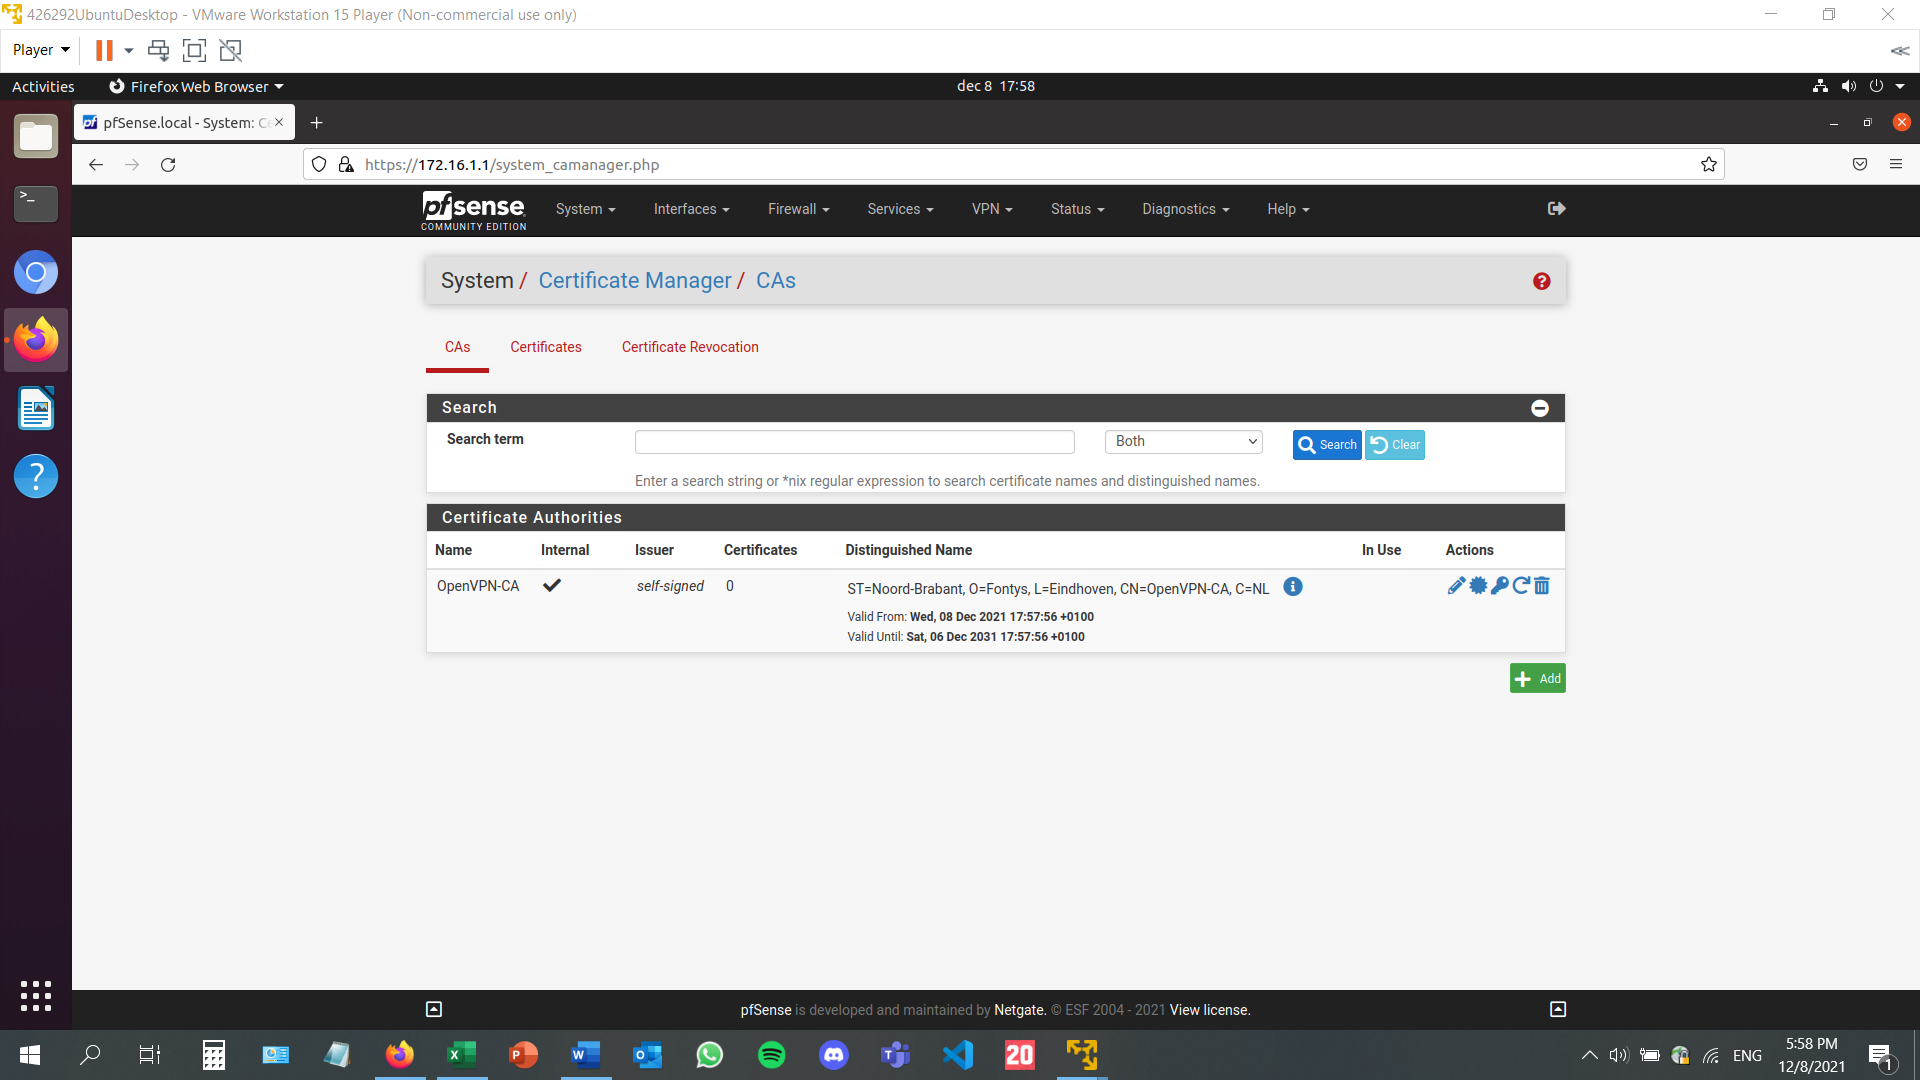 426292UbuntuDesktop - VMware Workstation 15 Player (Non-commercial use only)
Player
Activities
Firefox Web Browser
dec 8 17:58
pfSense.local - System: Ce
https://172.16.1.1/system_camanager.php
pfsense
COMMUNITY EDITION
System
Interfaces
Firewall
Services
VPN
Status
Diagnostics
Help
System / Certificate Manager / CAs
CAs
Certificates
Certificate Revocation
Search
Search term
Both
Search
Clear
Enter a search string or *nix regular expression to search certificate names and distinguished names.
Certificate Authorities
Name Internal Issuer Certificates Distinguished Name In Use Actions
OpenVPN-CA self-signed 0 ST=Noord-Brabant, O=Fontys, L=Eindhoven, CN=OpenVPN-CA, C=NL
Valid From: Wed, 08 Dec 2021 17:57:56 +0100
Valid Until: Sat, 06 Dec 2031 17:57:56 +0100
Add
pfSense is developed and maintained by Netgate. © ESF 2004 - 2021 View license.
20
ENG
5:58 PM
12/8/2021
1